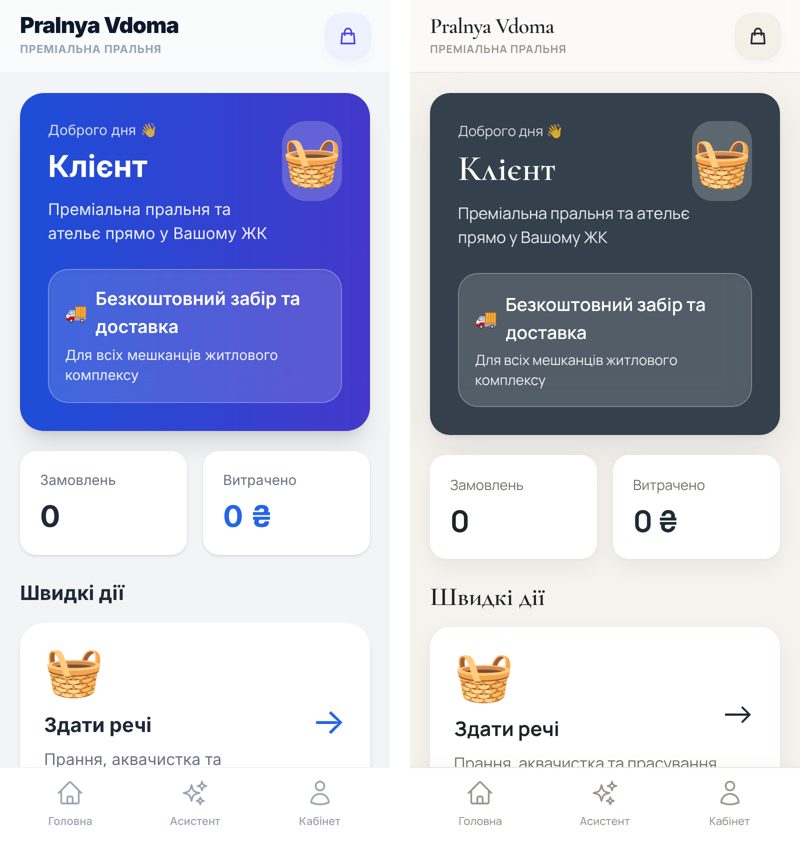 Pralnya Vdoma
ПРЕМІАЛЬНА ПРАЛЬНЯ
Доброго дня 👋
Клієнт
Преміальна пральня та
ательє прямо у Вашому ЖК
Безкоштовний забір та
доставка
Для всіх мешканців житлового
комплексу
Замовлень
0
Витрачено
0 ₴
Швидкі дії
Здати речі
Прання, аквачистка та
Головна
Асистент
Кабінет
Pralnya Vdoma
ПРЕМІАЛЬНА ПРАЛЬНЯ
Доброго дня 👋
Клієнт
Преміальна пральня та ательє
прямо у Вашому ЖК
Безкоштовний забір та
доставка
Для всіх мешканців житлового
комплексу
Замовлень
0
Витрачено
0 ₴
Швидкі дії
Здати речі
Прання, аквачистка та прасування
Головна
Асистент
Кабінет